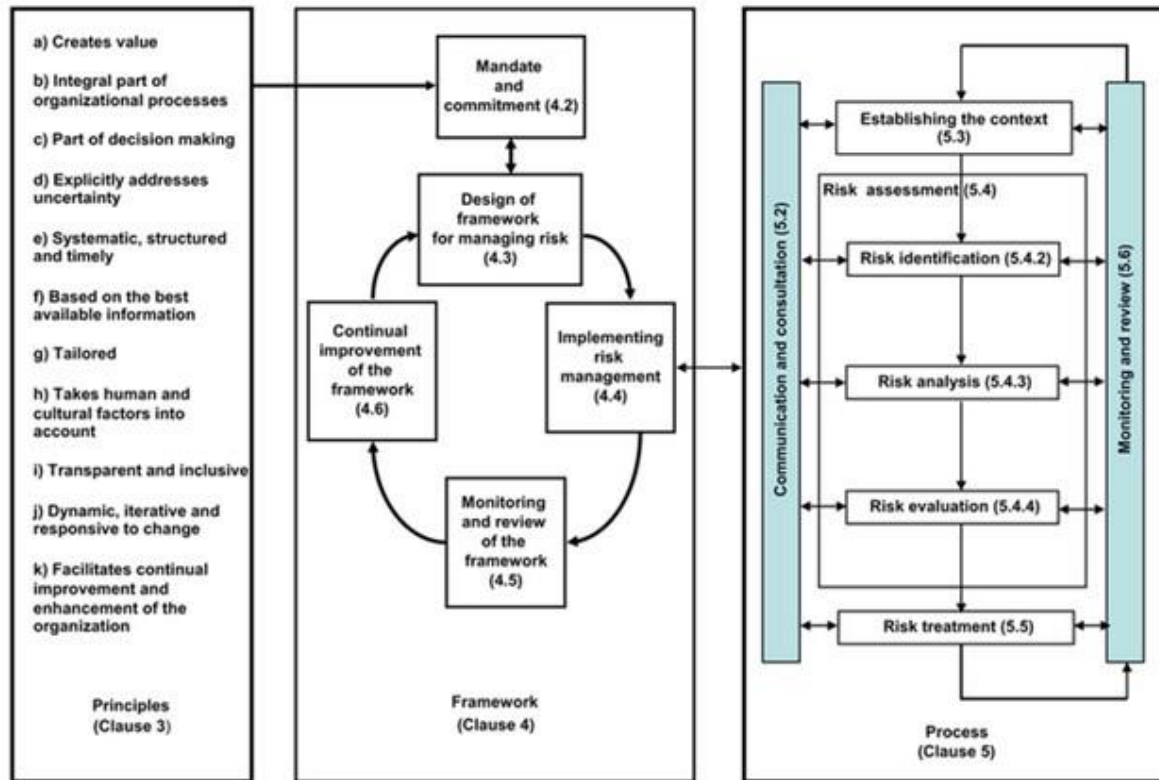 a) Creates value
b) Integral part of
organizational processes
c) Part of decision making
d) Explicitly addresses
uncertainty
e) Systematic, structured
and timely
f) Based on the best
available information
g) Tailored
h) Takes human and
cultural factors into
account
i) Transparent and inclusive
j) Dynamic, iterative and
responsive to change
k) Facilitates continual
improvement and
enhancement of the
organization
Principles
(Clause 3)
Mandate
and
commitment (4.2)
Design of
framework
for managing risk
(4.3)
Implementing
risk
management
(4.4)
Continual
improvement
of the
framework
(4.6)
Monitoring
and review
of the
framework
(4.5)
Framework
(Clause 4)
Communication and consultation (5.2)
Establishing the context
(5.3)
Risk assessment (5.4)
Risk identification (5.4.2)
Risk analysis (5.4.3)
Risk evaluation (5.4.4)
Risk treatment (5.5)
Monitoring and review (5.6)
Process
(Clause 5)